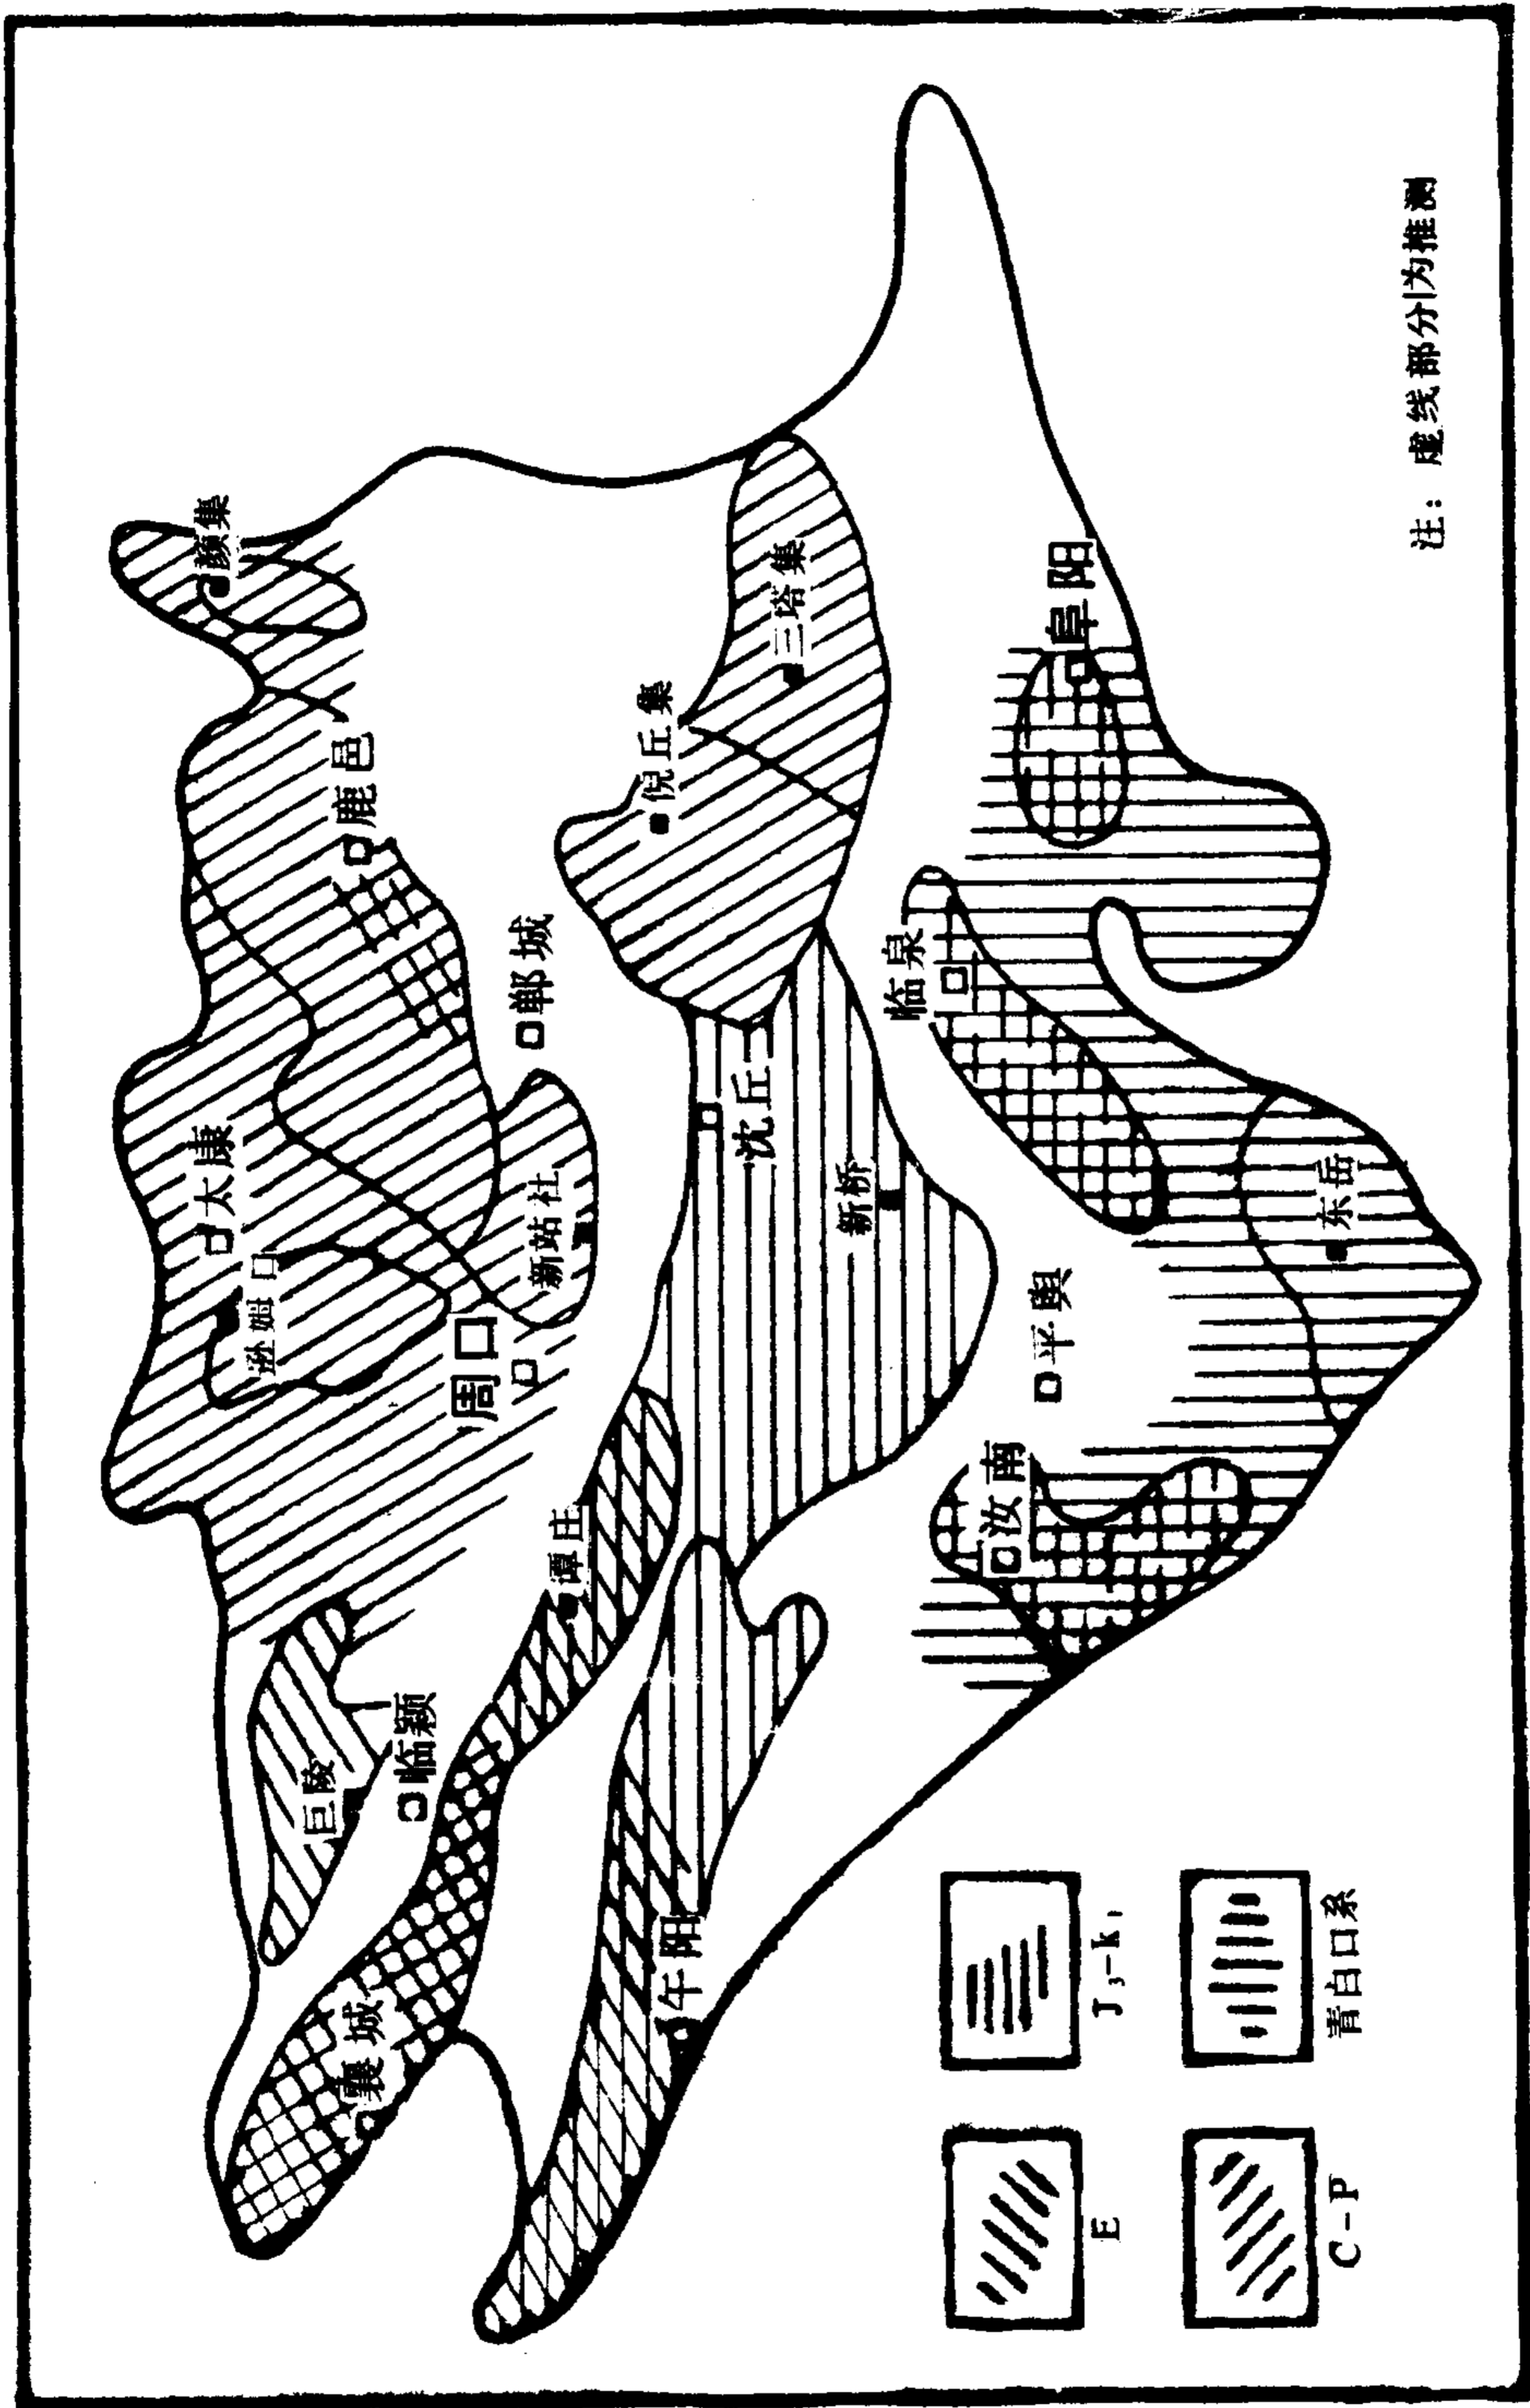 颜集
鹿邑
太康
逊姆口
郸城
倪丘集
三塔集
新站社
周口
沈丘
新桥
临泉
阜阳
谭庄
巨陵
临颖
襄城
午阳
平舆
汝南
东岳
E
J₃-k₁
C-P
青白口系
注：虚线部分为推测